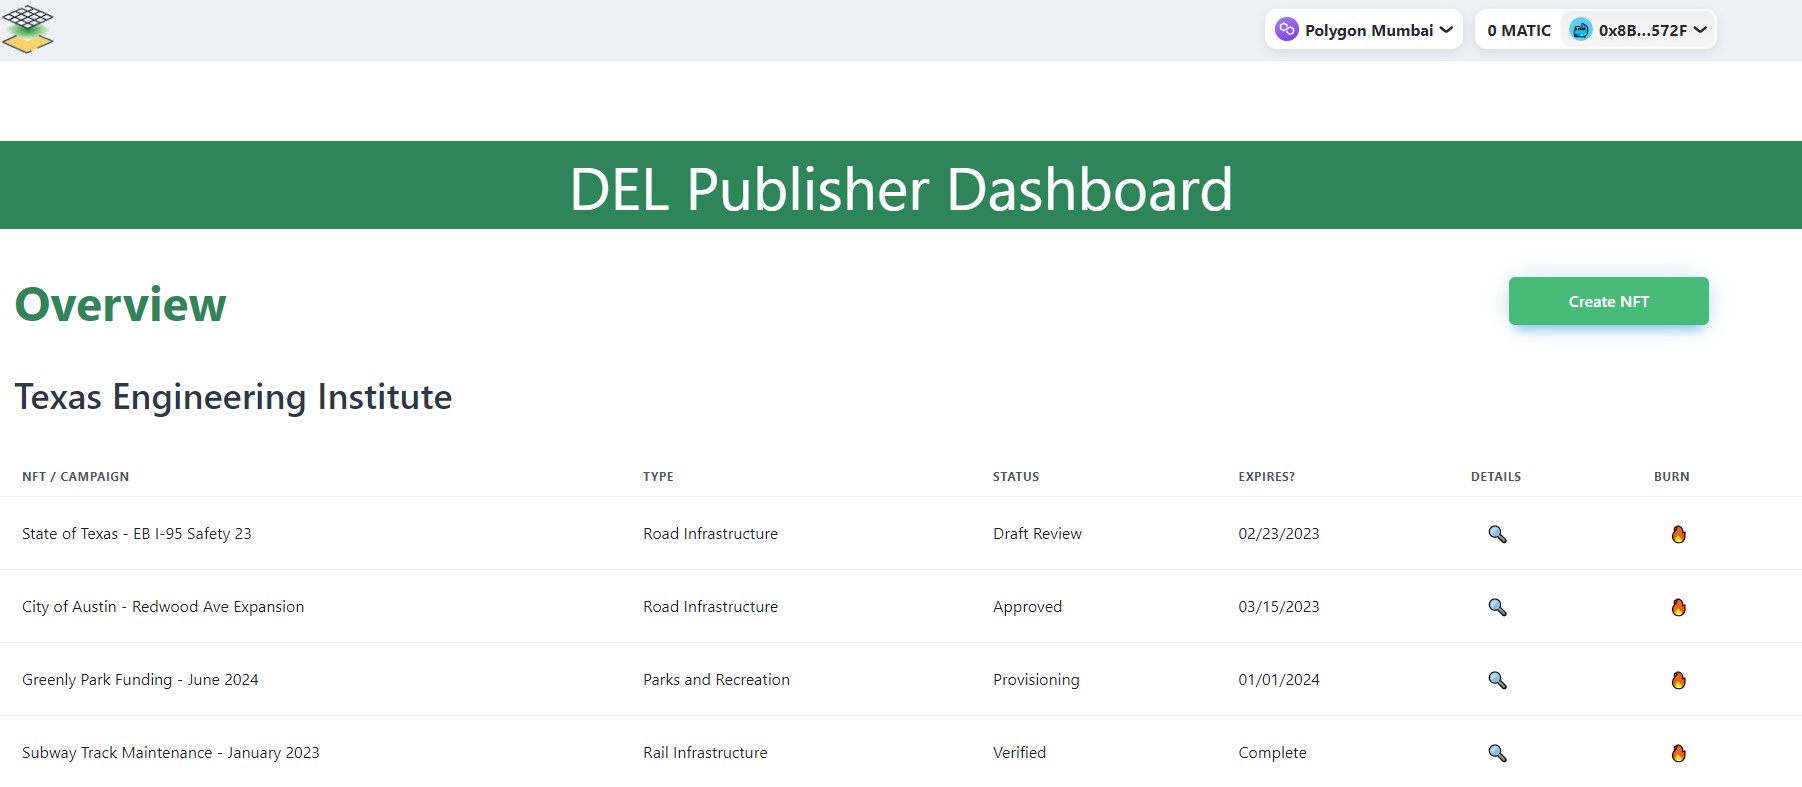 Polygon Mumbai 0 MATIC 0x8B...572F
DEL Publisher Dashboard
Overview
Create NFT
Texas Engineering Institute
NFT / CAMPAIGN TYPE STATUS EXPIRES? DETAILS BURN
State of Texas - EB I-95 Safety 23 Road Infrastructure Draft Review 02/23/2023
City of Austin - Redwood Ave Expansion Road Infrastructure Approved 03/15/2023
Greenly Park Funding - June 2024 Parks and Recreation Provisioning 01/01/2024
Subway Track Maintenance - January 2023 Rail Infrastructure Verified Complete